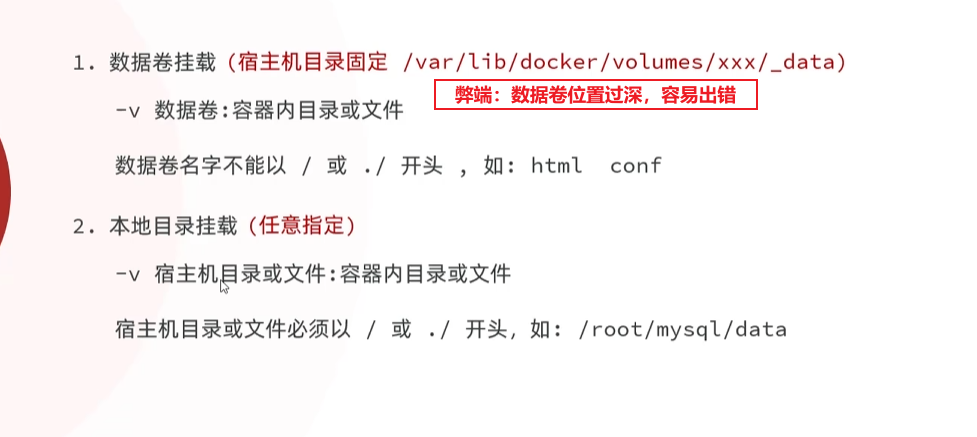 1. 数据卷挂载（宿主机目录固定 /var/lib/docker/volumes/xxx/_data）
弊端：数据卷位置过深，容易出错
-v 数据卷:容器内目录或文件
数据卷名字不能以 / 或 ./ 开头 ，如: html conf
2. 本地目录挂载（任意指定）
-v 宿主机目录或文件:容器内目录或文件
宿主机目录或文件必须以 / 或 ./ 开头，如: /root/mysql/data